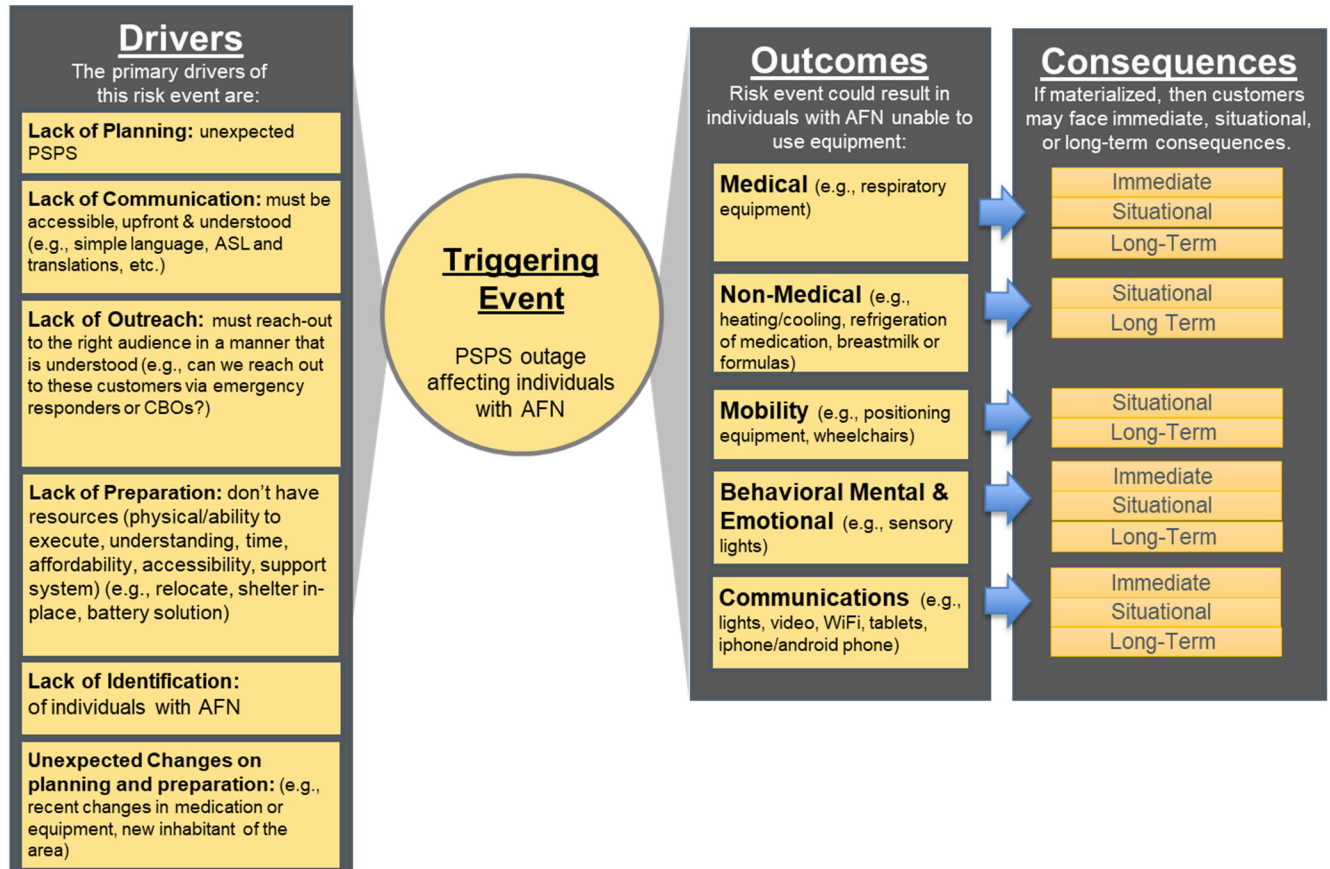 Drivers
The primary drivers of
this risk event are:
Lack of Planning: unexpected
PSPS
Lack of Communication: must be
accessible, upfront & understood
(e.g., simple language, ASL and
translations, etc.)
Lack of Outreach: must reach-out
to the right audience in a manner that
is understood (e.g., can we reach out
to these customers via emergency
responders or CBOs?)
Lack of Preparation: don’t have
resources (physical/ability to
execute, understanding, time,
affordability, accessibility, support
system) (e.g., relocate, shelter in-
place, battery solution)
Lack of Identification:
of individuals with AFN
Unexpected Changes on
planning and preparation: (e.g.,
recent changes in medication or
equipment, new inhabitant of the
area)
Triggering
Event
PSPS outage
affecting individuals
with AFN
Outcomes
Risk event could result in
individuals with AFN unable to
use equipment:
Medical (e.g., respiratory
equipment)
Non-Medical (e.g.,
heating/cooling, refrigeration
of medication, breastmilk or
formulas)
Mobility (e.g., positioning
equipment, wheelchairs)
Behavioral Mental &
Emotional (e.g., sensory
lights)
Communications (e.g.,
lights, video, WiFi, tablets,
iphone/android phone)
Consequences
If materialized, then customers
may face immediate, situational,
or long-term consequences.
Immediate
Situational
Long-Term
Situational
Long Term
Situational
Long-Term
Immediate
Situational
Long-Term
Immediate
Situational
Long-Term